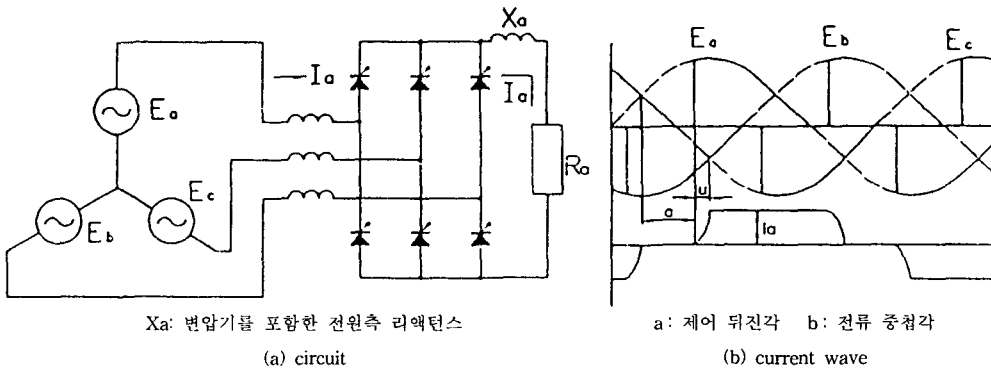 Xa
Ia
Ia
Ea
Ec
Eb
Ra
Xa: 변압기를 포함한 전원측 리액턴스
(a) circuit
Ea Eb Ec
u
a
Ia
a: 제어 뒤진각 b: 전류 중첩각
(b) current wave